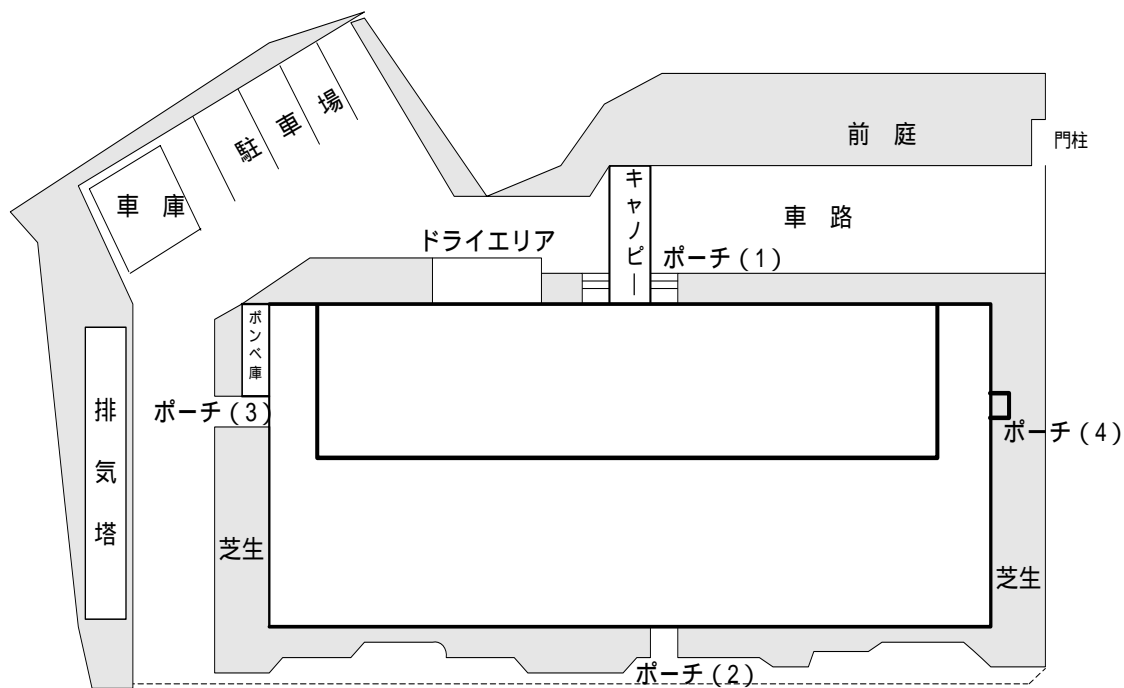 駐車場
前庭
門柱
車庫
キャノピー
車路
ドライエリア
ポーチ(1)
ボンベ庫
ポーチ(3)
ポーチ(4)
排気塔
芝生
芝生
ポーチ(2)